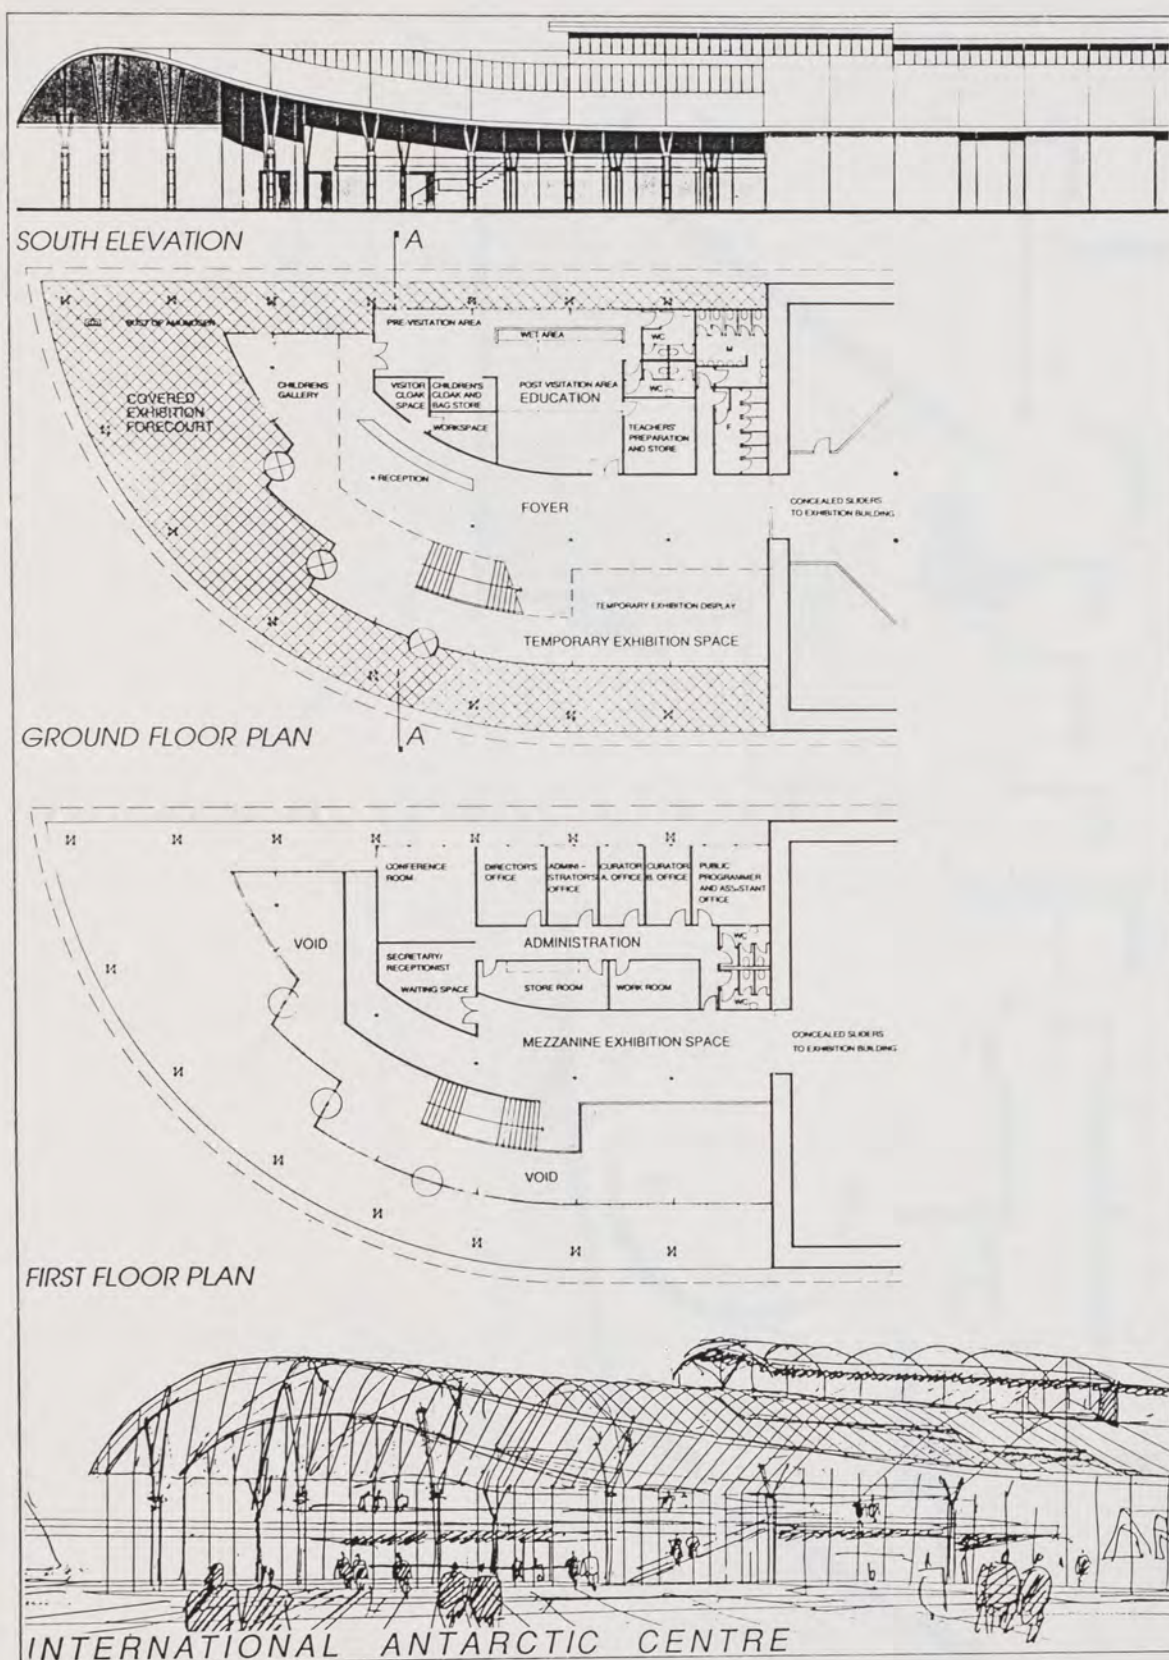 SOUTH ELEVATION
A
BUST OF AMUNDSEN
PRE-VISITATION AREA
WET AREA
WC
M
COVERED
EXHIBITION
FORECOURT
CHILDRENS
GALLERY
VISITOR
CLOAK
SPACE
CHILDREN'S
CLOAK AND
BAG STORE
WORKSPACE
POST VISITATION AREA
EDUCATION
WC
TEACHERS'
PREPARATION
AND STORE
F
RECEPTION
FOYER
CONCEALED SLIDERS
TO EXHIBITION BUILDING
TEMPORARY EXHIBITION DISPLAY
TEMPORARY EXHIBITION SPACE
GROUND FLOOR PLAN
A
CONFERENCE
ROOM
DIRECTOR'S
OFFICE
ADMINI-
STRATOR'S
OFFICE
CURATOR
A. OFFICE
CURATOR
B. OFFICE
PUBLIC
PROGRAMMER
AND ASSISTANT
OFFICE
VOID
ADMINISTRATION
WC
SECRETARY/
RECEPTIONIST
WAITING SPACE
STORE ROOM
WORK ROOM
WC
MEZZANINE EXHIBITION SPACE
CONCEALED SLIDERS
TO EXHIBITION BUILDING
VOID
FIRST FLOOR PLAN
INTERNATIONAL ANTARCTIC CENTRE